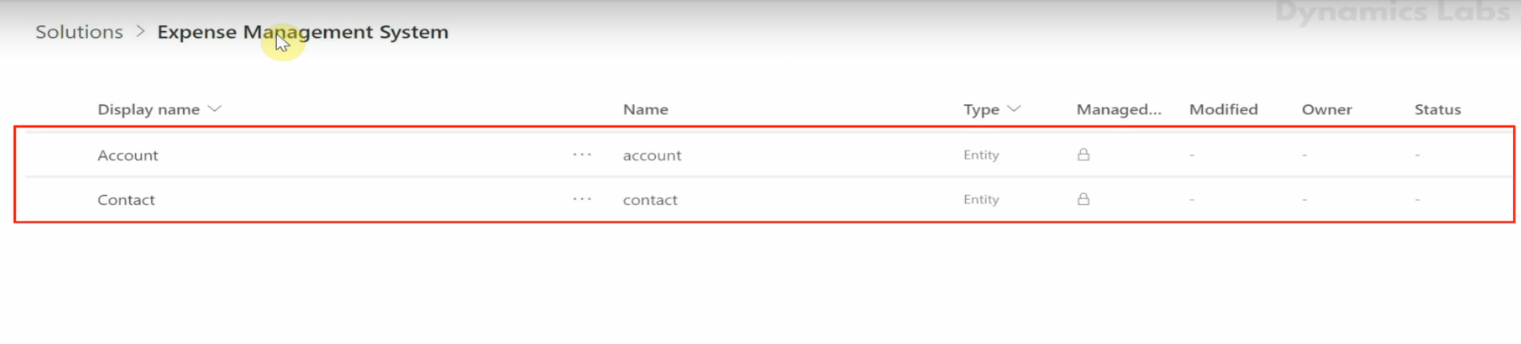 Dynamics Labs
Solutions > Expense Management System
Display name Name Type Managed... Modified Owner Status
Account ... account Entity - - -
Contact ... contact Entity - - -